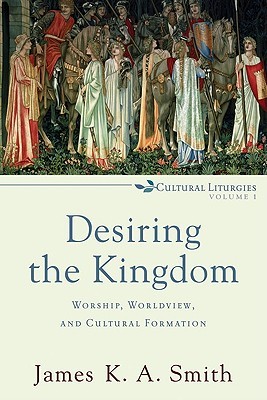 CULTURAL LITURGIES
VOLUME 1
Desiring
the Kingdom
WORSHIP, WORLDVIEW,
AND CULTURAL FORMATION
James K. A. Smith